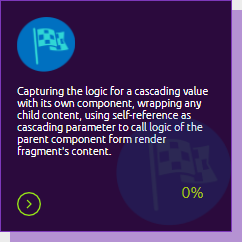 Capturing the logic for a cascading value
with its own component, wrapping any
child content, using self-reference as
cascading parameter to call logic of the
parent component form render
fragment's content.
0%